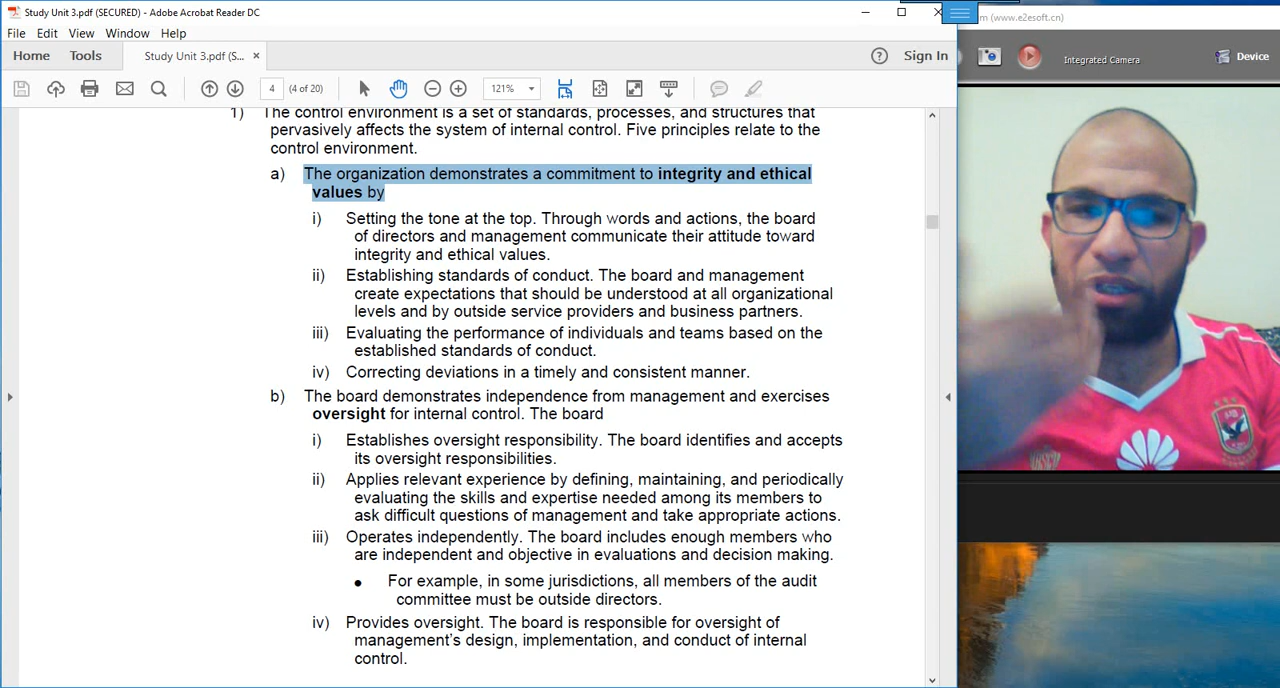 Study Unit 3.pdf (SECURED) - Adobe Acrobat Reader DC
m (www.e2esoft.cn)
File Edit View Window Help
Home Tools Study Unit 3.pdf (S... × Sign In
Integrated Camera Device
4 (4 of 20) 121%
1) The control environment is a set of standards, processes, and structures that
pervasively affects the system of internal control. Five principles relate to the
control environment.
a) The organization demonstrates a commitment to integrity and ethical
values by
i) Setting the tone at the top. Through words and actions, the board
of directors and management communicate their attitude toward
integrity and ethical values.
ii) Establishing standards of conduct. The board and management
create expectations that should be understood at all organizational
levels and by outside service providers and business partners.
iii) Evaluating the performance of individuals and teams based on the
established standards of conduct.
iv) Correcting deviations in a timely and consistent manner.
b) The board demonstrates independence from management and exercises
oversight for internal control. The board
i) Establishes oversight responsibility. The board identifies and accepts
its oversight responsibilities.
ii) Applies relevant experience by defining, maintaining, and periodically
evaluating the skills and expertise needed among its members to
ask difficult questions of management and take appropriate actions.
iii) Operates independently. The board includes enough members who
are independent and objective in evaluations and decision making.
• For example, in some jurisdictions, all members of the audit
committee must be outside directors.
iv) Provides oversight. The board is responsible for oversight of
management's design, implementation, and conduct of internal
control.